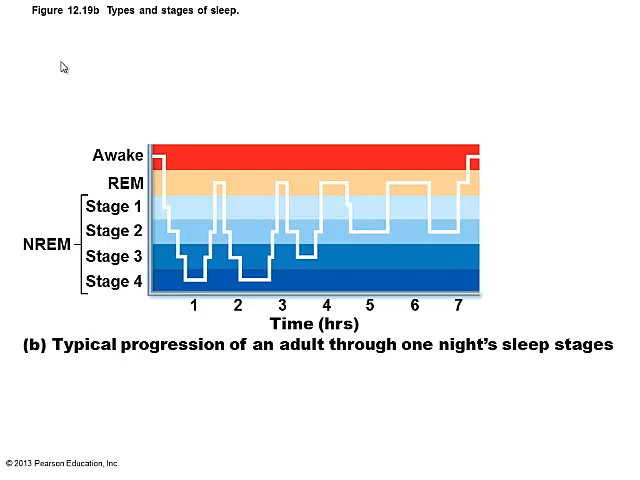 Figure 12.19b Types and stages of sleep.
Awake
REM
Stage 1
Stage 2
NREM
Stage 3
Stage 4
1 2 3 4 5 6 7
Time (hrs)
(b) Typical progression of an adult through one night's sleep stages
© 2013 Pearson Education, Inc.